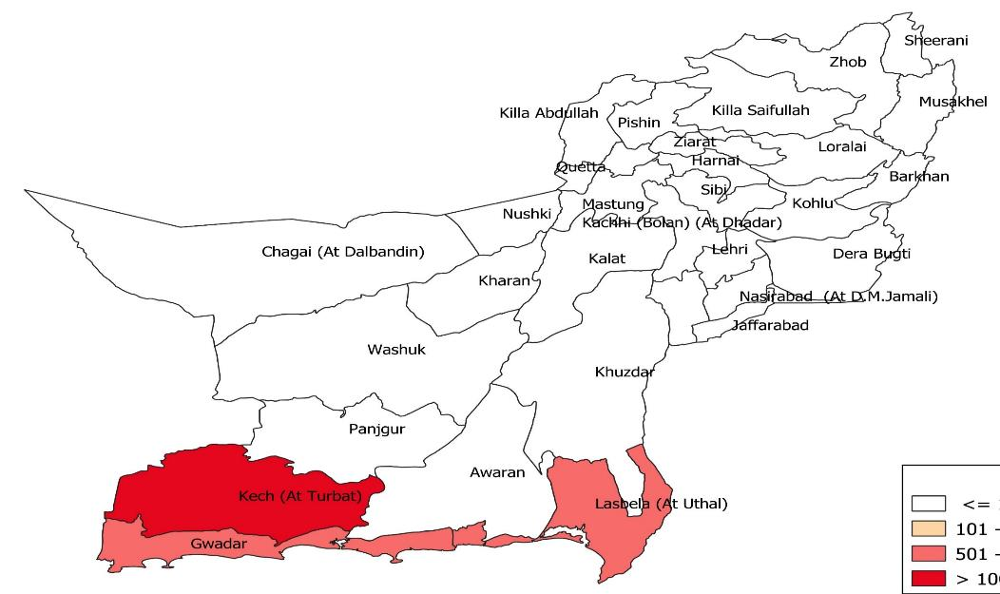 Sheerani
Zhob
Musakhel
Killa Abdullah
Killa Saifullah
Pishin
Ziarat
Loralai
Harnai
Quetta
Barkhan
Sibi
Mastung
Kohlu
Nushki
Kachhi (Bolan) (At Dhadar)
Chagai (At Dalbandin)
Lehri
Dera Bugti
Kalat
Kharan
Nasirabad (At D.M.Jamali)
Jaffarabad
Washuk
Khuzdar
Panjgur
Awaran
Kech (At Turbat)
Lasbela (At Uthal)
Gwadar
<=
101 -
501 -
> 10